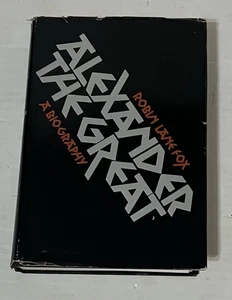 ROBIN LANE FOX
ALEXANDER
THE GREAT
A BIOGRAPHY